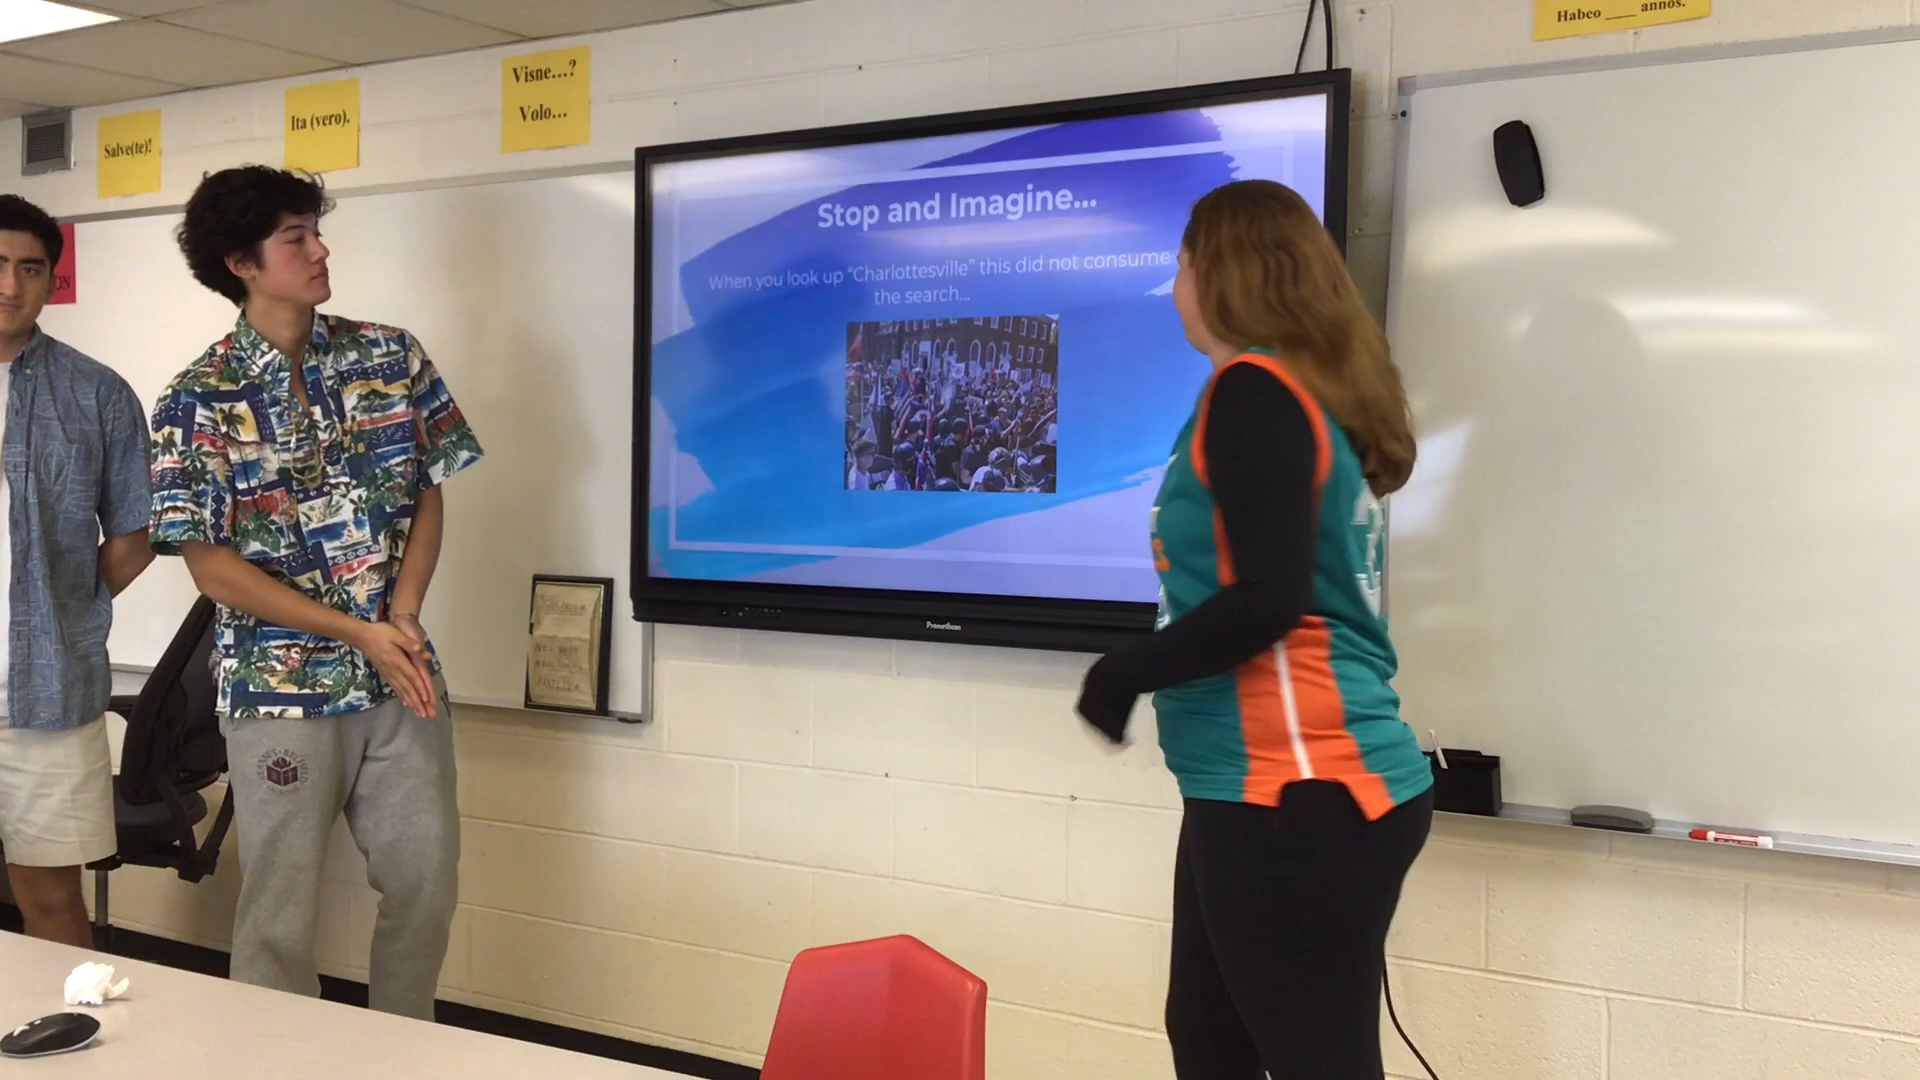 Habeo ____ annos.
Visne...?
Volo...
Ita (vero).
Salve(te)!
Stop and Imagine...
When you look up "Charlottesville" this did not consume
the search...
Promethean